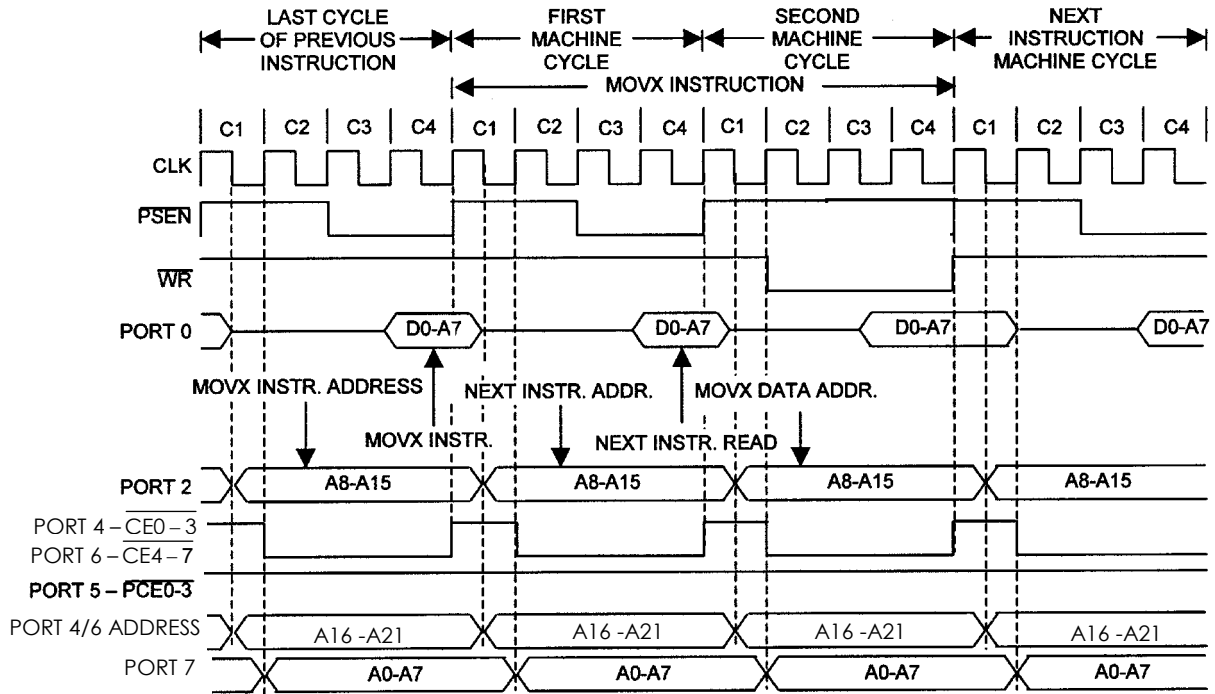 LAST CYCLE OF PREVIOUS INSTRUCTION
FIRST MACHINE CYCLE
SECOND MACHINE CYCLE
NEXT INSTRUCTION MACHINE CYCLE
MOVX INSTRUCTION
C1 C2 C3 C4 C1 C2 C3 C4 C1 C2 C3 C4 C1 C2 C3 C4
CLK
PSEN
WR
PORT 0 D0-A7 D0-A7 D0-A7 D0-A7
MOVX INSTR. ADDRESS NEXT INSTR. ADDR. MOVX DATA ADDR.
MOVX INSTR. NEXT INSTR. READ
PORT 2 A8-A15 A8-A15 A8-A15 A8-A15
PORT 4 – CE0 – 3
PORT 6 – CE4 – 7
PORT 5 – PCE0-3
PORT 4/6 ADDRESS A16 -A21 A16 -A21 A16 -A21 A16 -A21
PORT 7 A0-A7 A0-A7 A0-A7 A0-A7